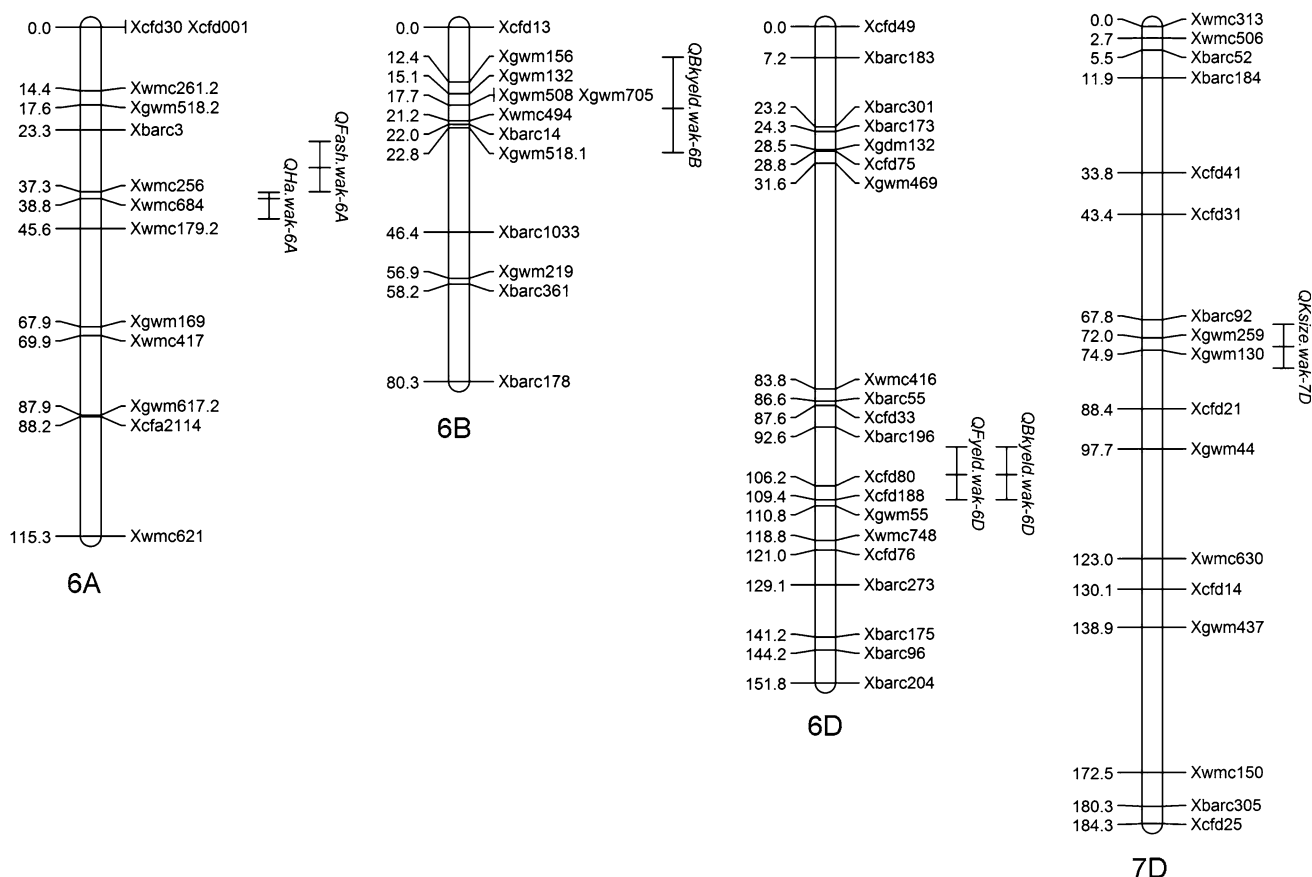 0.0 Xcfd30 Xcfd001
14.4 Xwmc261.2
17.6 Xgwm518.2
23.3 Xbarc3
37.3 Xwmc256
38.8 Xwmc684
45.6 Xwmc179.2
67.9 Xgwm169
69.9 Xwmc417
87.9 Xgwm617.2
88.2 Xcfa2114
115.3 Xwmc621
QHa.wak-6A
QFash.wak-6A
6A
0.0 Xcfd13
12.4 Xgwm156
15.1 Xgwm132
17.7 Xgwm508 Xgwm705
21.2 Xwmc494
22.0 Xbarc14
22.8 Xgwm518.1
46.4 Xbarc1033
56.9 Xgwm219
58.2 Xbarc361
80.3 Xbarc178
QBkyeld.wak-6B
6B
0.0 Xcfd49
7.2 Xbarc183
23.2 Xbarc301
24.3 Xbarc173
28.5 Xgdm132
28.8 Xcfd75
31.6 Xgwm469
83.8 Xwmc416
86.6 Xbarc55
87.6 Xcfd33
92.6 Xbarc196
106.2 Xcfd80
109.4 Xcfd188
110.8 Xgwm55
118.8 Xwmc748
121.0 Xcfd76
129.1 Xbarc273
141.2 Xbarc175
144.2 Xbarc96
151.8 Xbarc204
QFyeld.wak-6D
QBkyeld.wak-6D
6D
0.0 Xwmc313
2.7 Xwmc506
5.5 Xbarc52
11.9 Xbarc184
33.8 Xcfd41
43.4 Xcfd31
67.8 Xbarc92
72.0 Xgwm259
74.9 Xgwm130
88.4 Xcfd21
97.7 Xgwm44
123.0 Xwmc630
130.1 Xcfd14
138.9 Xgwm437
172.5 Xwmc150
180.3 Xbarc305
184.3 Xcfd25
QKsize.wak-7D
7D